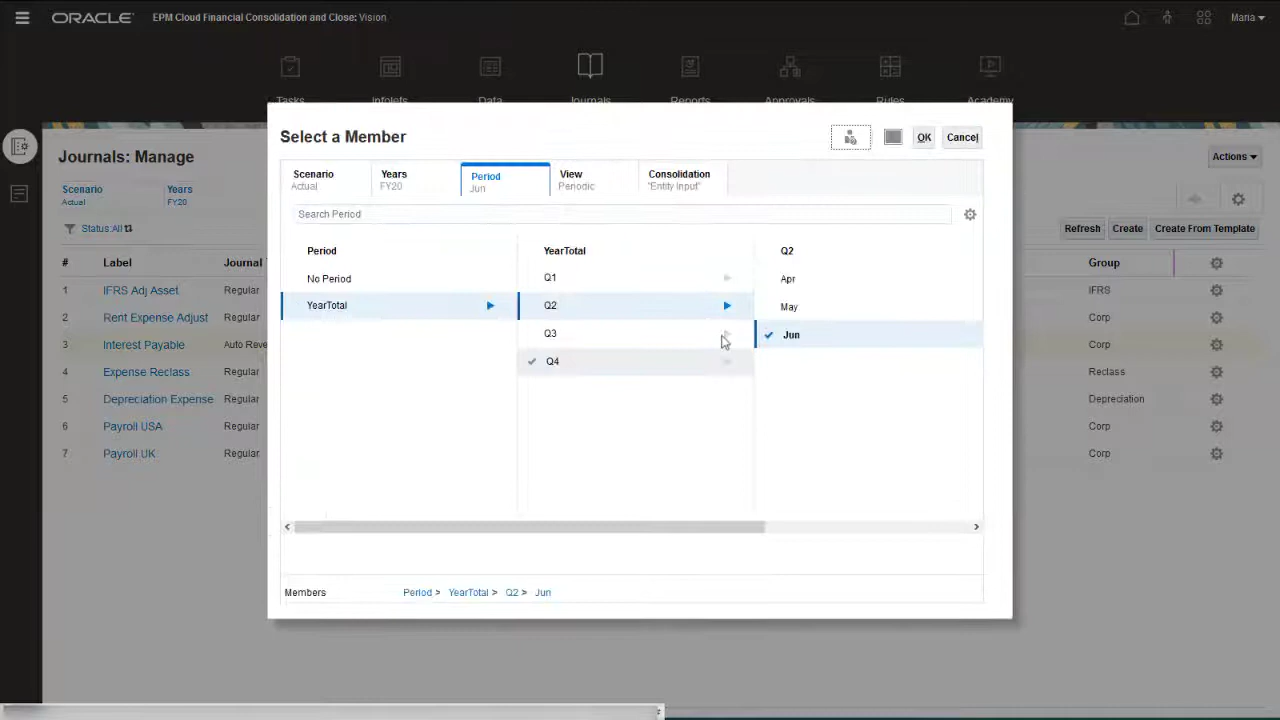 ORACLE EPM Cloud Financial Consolidation and Close: Vision Maria
Tasks Infolets Data Journals Reports Approvals Rules Academy
Select a Member OK Cancel
Scenario Years Period View Consolidation
Actual FY20 Jun Periodic "Entity Input"
Search Period
Period YearTotal Q2
No Period Q1 Apr
YearTotal Q2 May
Q3 Jun
Q4
Members Period > YearTotal > Q2 > Jun
Journals: Manage Actions
Scenario Years
Actual FY20
Status:All Refresh Create Create From Template
# Label Journal Group
1 IFRS Adj Asset Regular IFRS
2 Rent Expense Adjust Regular Corp
3 Interest Payable Auto Reve Corp
4 Expense Reclass Regular Reclass
5 Depreciation Expense Regular Depreciation
6 Payroll USA Regular Corp
7 Payroll UK Regular Corp